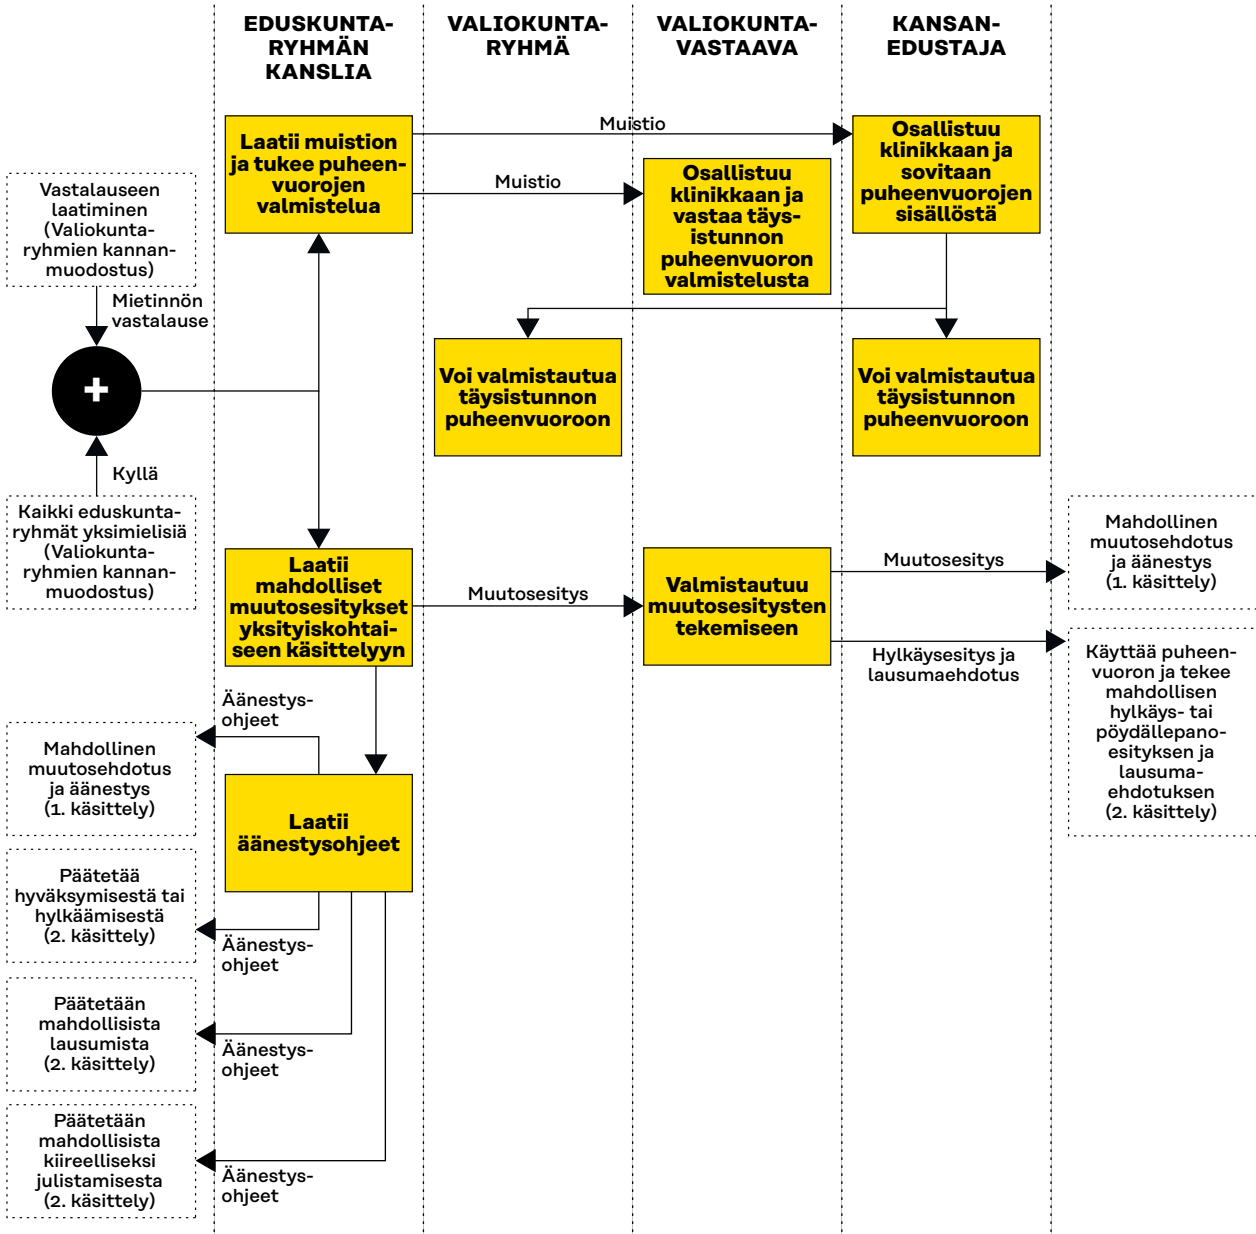 EDUSKUNTA-
RYHMÄN
KANSLIA
VALIOKUNTA-
RYHMÄ
VALIOKUNTA-
VASTAAVA
KANSAN-
EDUSTAJA
Laatii muistion
ja tukee puheen-
vuorojen
valmistelua
Muistio
Muistio
Osallistuu
klinikkaan ja
vastaa täys-
istunnon
puheenvuoron
valmistelusta
Osallistuu
klinikkaan ja
sovitaan
puheenvuorojen
sisällöstä
Vastalauseen
laatiminen
(Valiokunta-
ryhmien kannan-
muodostus)
Mietinnön
vastalause
+
Kyllä
Kaikki eduskunta-
ryhmät yksimielisiä
(Valiokunta-
ryhmien kannan-
muodostus)
Voi valmistautua
täysistunnon
puheenvuoroon
Voi valmistautua
täysistunnon
puheenvuoroon
Laatii
mahdolliset
muutosesitykset
yksityiskohtai-
seen käsittelyyn
Muutosesitys
Valmistautuu
muutosesitysten
tekemiseen
Muutosesitys
Mahdollinen
muutosehdotus
ja äänestys
(1. käsittely)
Hylkäysesitys ja
lausumaehdotus
Käyttää puheen-
vuoron ja tekee
mahdollisen
hylkäys- tai
pöydällepano-
esityksen ja
lausuma-
ehdotuksen
(2. käsittely)
Äänestys-
ohjeet
Mahdollinen
muutosehdotus
ja äänestys
(1. käsittely)
Laatii
äänestysohjeet
Päätetää
hyväksymisestä tai
hylkäämisestä
(2. käsittely)
Äänestys-
ohjeet
Päätetään
mahdollisista
lausumista
(2. käsittely)
Äänestys-
ohjeet
Päätetään
mahdollisista
kiireelliseksi
julistamisesta
(2. käsittely)
Äänestys-
ohjeet